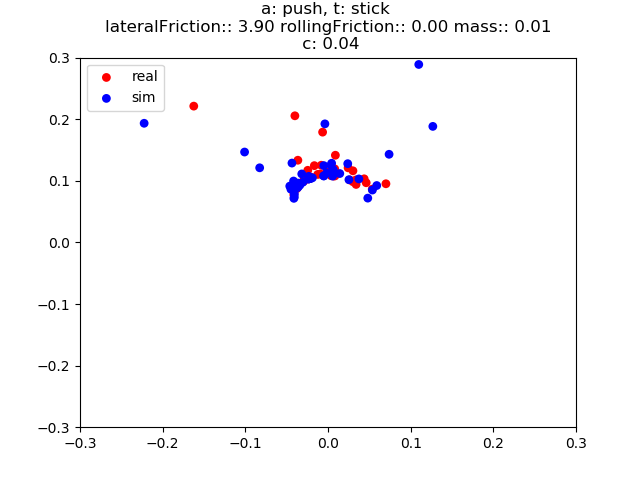 a: push, t: stick
lateralFriction:: 3.90 rollingFriction:: 0.00 mass:: 0.01
c: 0.04
real
sim
0.3
0.2
0.1
0.0
−0.1
−0.2
−0.3
−0.3 −0.2 −0.1 0.0 0.1 0.2 0.3